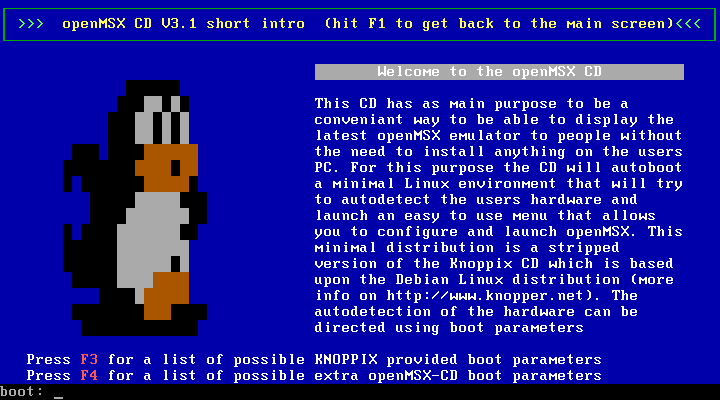 >>> openMSX CD V3.1 short intro (hit F1 to get back to the main screen)<<<
Welcome to the openMSX CD
This CD has as main purpose to be a
conveniant way to be able to display the
latest openMSX emulator to people without
the need to install anything on the users
PC. For this purpose the CD will autoboot
a minimal Linux environment that will try
to autodetect the users hardware and
launch an easy to use menu that allows
you to configure and launch openMSX. This
minimal distribution is a stripped
version of the Knoppix CD which is based
upon the Debian Linux distribution (more
info on http://www.knopper.net). The
autodetection of the hardware can be
directed using boot parameters
Press F3 for a list of possible KNOPPIX provided boot parameters
Press F4 for a list of possible extra openMSX-CD boot parameters
boot: _